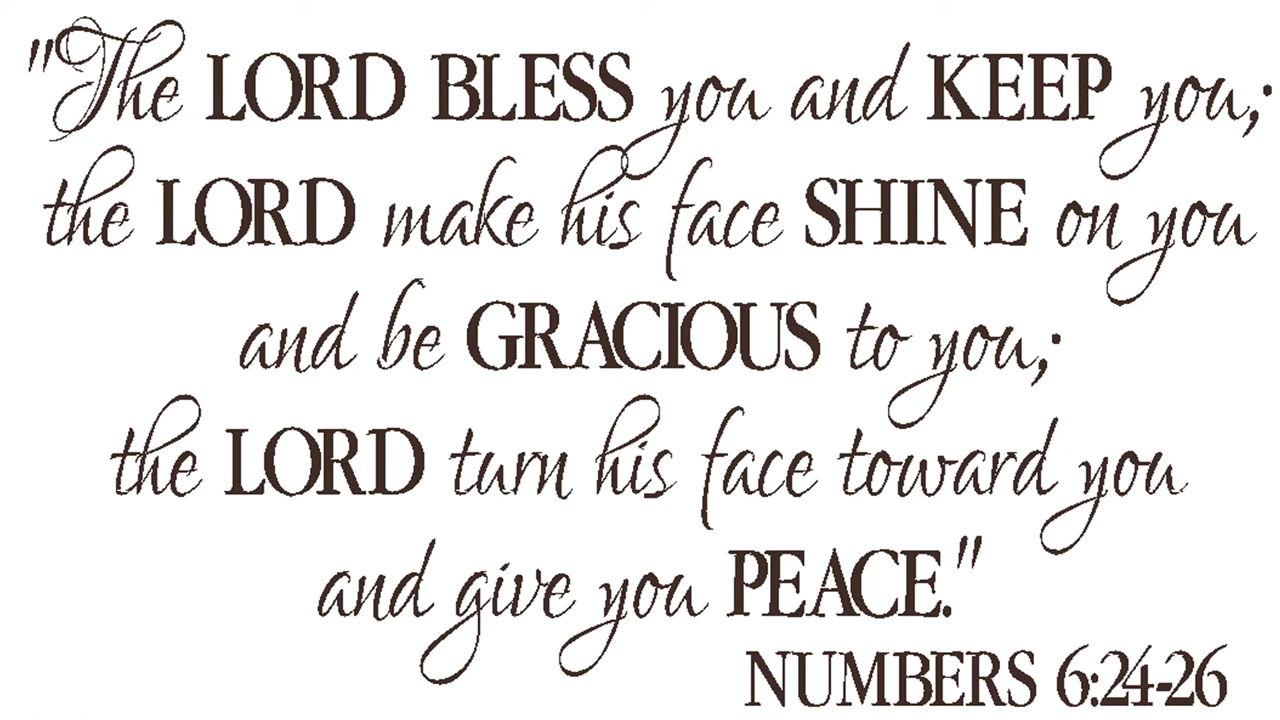 "The LORD BLESS you and KEEP you;
the LORD make his face SHINE on you
and be GRACIOUS to you;
the LORD turn his face toward you
and give you PEACE."
NUMBERS 6:24-26